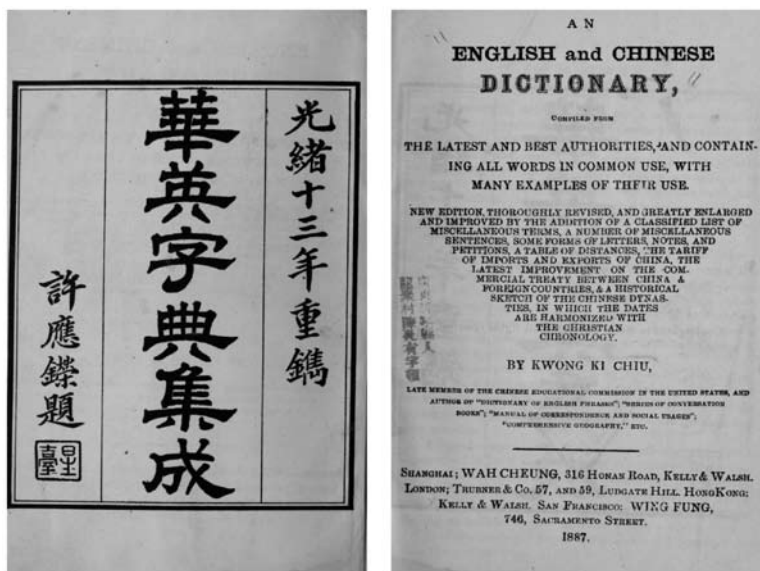 光緒十三年重鐫
華英字典集成
許應鑅題
星臺
AN
ENGLISH and CHINESE
DICTIONARY,
COMPILED FROM
THE LATEST AND BEST AUTHORITIES, AND CONTAIN-
ING ALL WORDS IN COMMON USE, WITH
MANY EXAMPLES OF THEIR USE.
NEW EDITION, THOROUGHLY REVISED, AND GREATLY ENLARGED
AND IMPROVED BY THE ADDITION OF A CLASSIFIED LIST OF
MISCELLANEOUS TERMS, A NUMBER OF MISCELLANEOUS
SENTENCES, SOME FORMS OF LETTERS, NOTES, AND
PETITIONS, A TABLE OF DISTANCES, THE TARIFF
OF IMPORTS AND EXPORTS OF CHINA, THE
LATEST IMPROVEMENT ON THE COM-
MERCIAL TREATY BETWEEN CHINA &
FOREIGN COUNTRIES, & A HISTORICAL
SKETCH OF THE CHINESE DYNAS-
TIES, IN WHICH THE DATES
ARE HARMONIZED WITH
THE CHRISTIAN
CHRONOLOGY.
BY KWONG KI CHIU,
LATE MEMBER OF THE CHINESE EDUCATIONAL COMMISSION IN THE UNITED STATES, AND
AUTHOR OF "DICTIONARY OF ENGLISH PHRASES"; "SERIES OF CONVERSATION
BOOKS"; "MANUAL OF CORRESPONDENCE AND SOCIAL USAGES";
"COMPREHENSIVE GEOGRAPHY," ETC.
SHANGHAI; WAH CHEUNG, 316 HONAN ROAD, KELLY & WALSH.
LONDON; TRURNER & CO. 57, AND 59, LUDGATE HILL. HONGKONG:
KELLY & WALSH. SAN FRANCISCO: WING FUNG,
746, SACRAMENTO STREET.
1887.